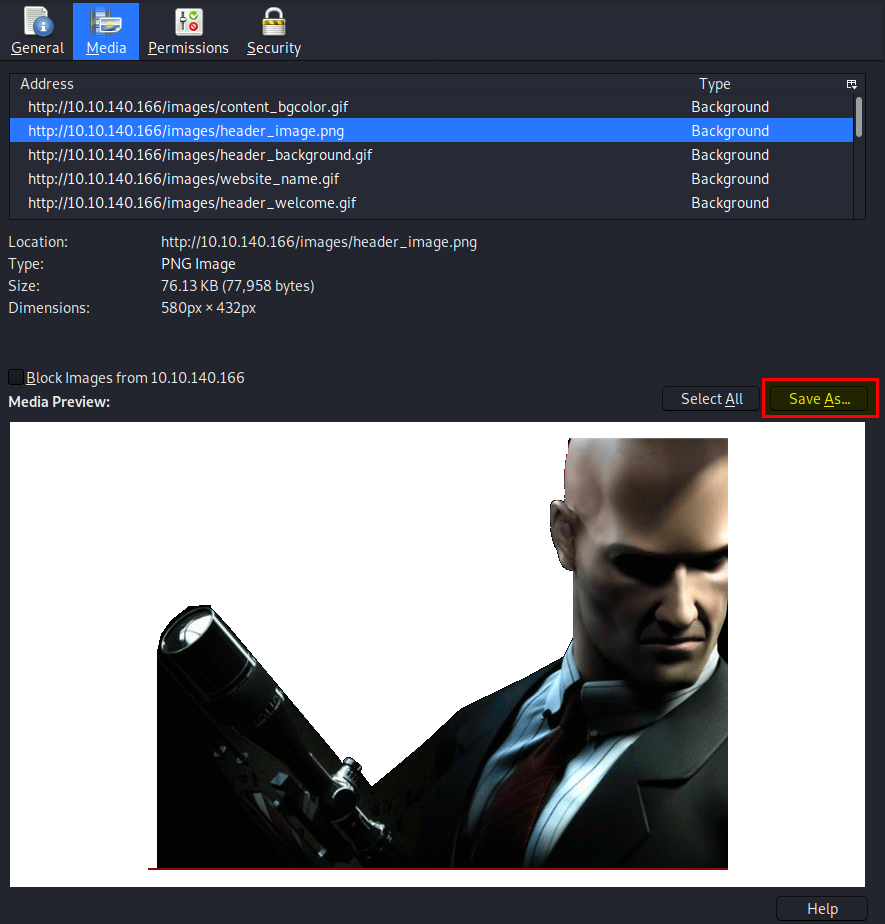 General Media Permissions Security
Address Type
http://10.10.140.166/images/content_bgcolor.gif Background
http://10.10.140.166/images/header_image.png Background
http://10.10.140.166/images/header_background.gif Background
http://10.10.140.166/images/website_name.gif Background
http://10.10.140.166/images/header_welcome.gif Background
Location: http://10.10.140.166/images/header_image.png
Type: PNG Image
Size: 76.13 KB (77,958 bytes)
Dimensions: 580px × 432px
Block Images from 10.10.140.166
Media Preview: Select All Save As...
Help